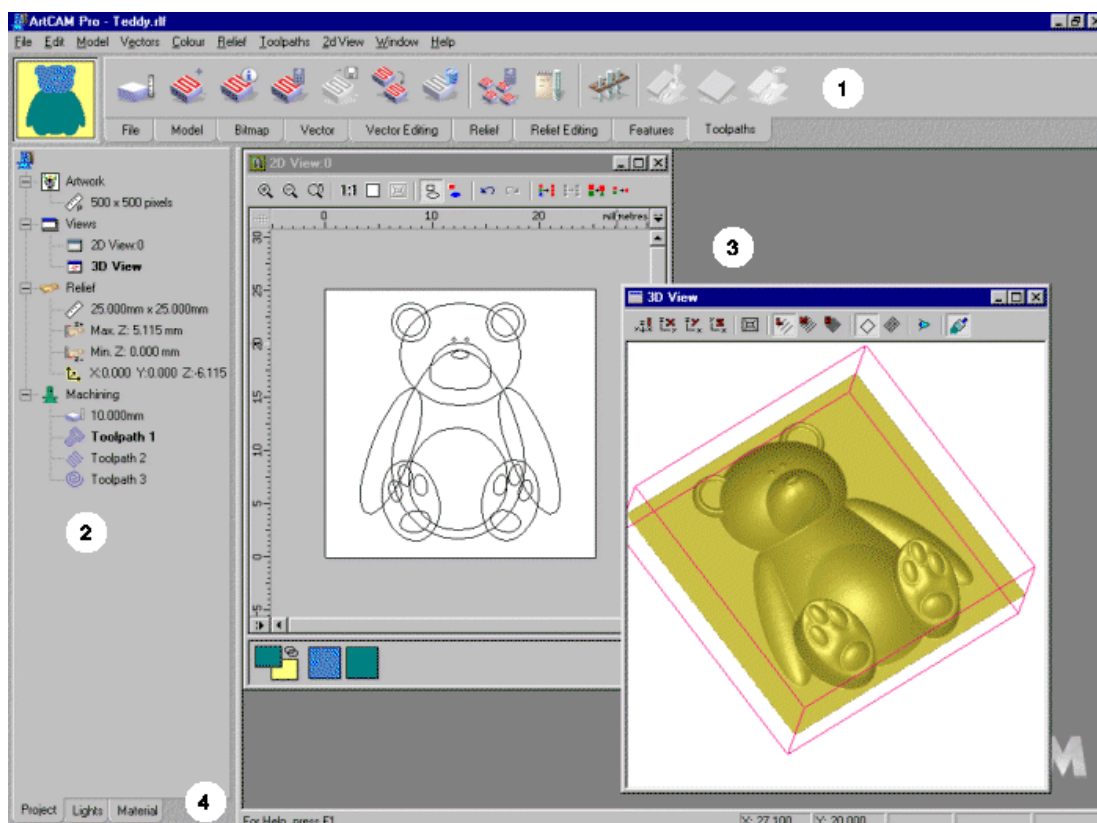 ArtCAM Pro - Teddy.rlf
File Edit Model Vectors Colour Relief Toolpaths 2d View Window Help
1
File Model Bitmap Vector Vector Editing Relief Relief Editing Features Toolpaths
Artwork
500 x 500 pixels
Views
2D View:0
3D View
Relief
25.000mm x 25.000mm
Max. Z: 5.115 mm
Min. Z: 0.000 mm
X:0.000 Y:0.000 Z:-6.115
Machining
10.000mm
Toolpath 1
Toolpath 2
Toolpath 3
2
2D View:0
1:1
0 10 20 millimetres
30
25
20
15
10
5
0
-5
3
3D View
M
4
Project Lights Material
For Help, press F1
X: 27.100 Y: 20.000